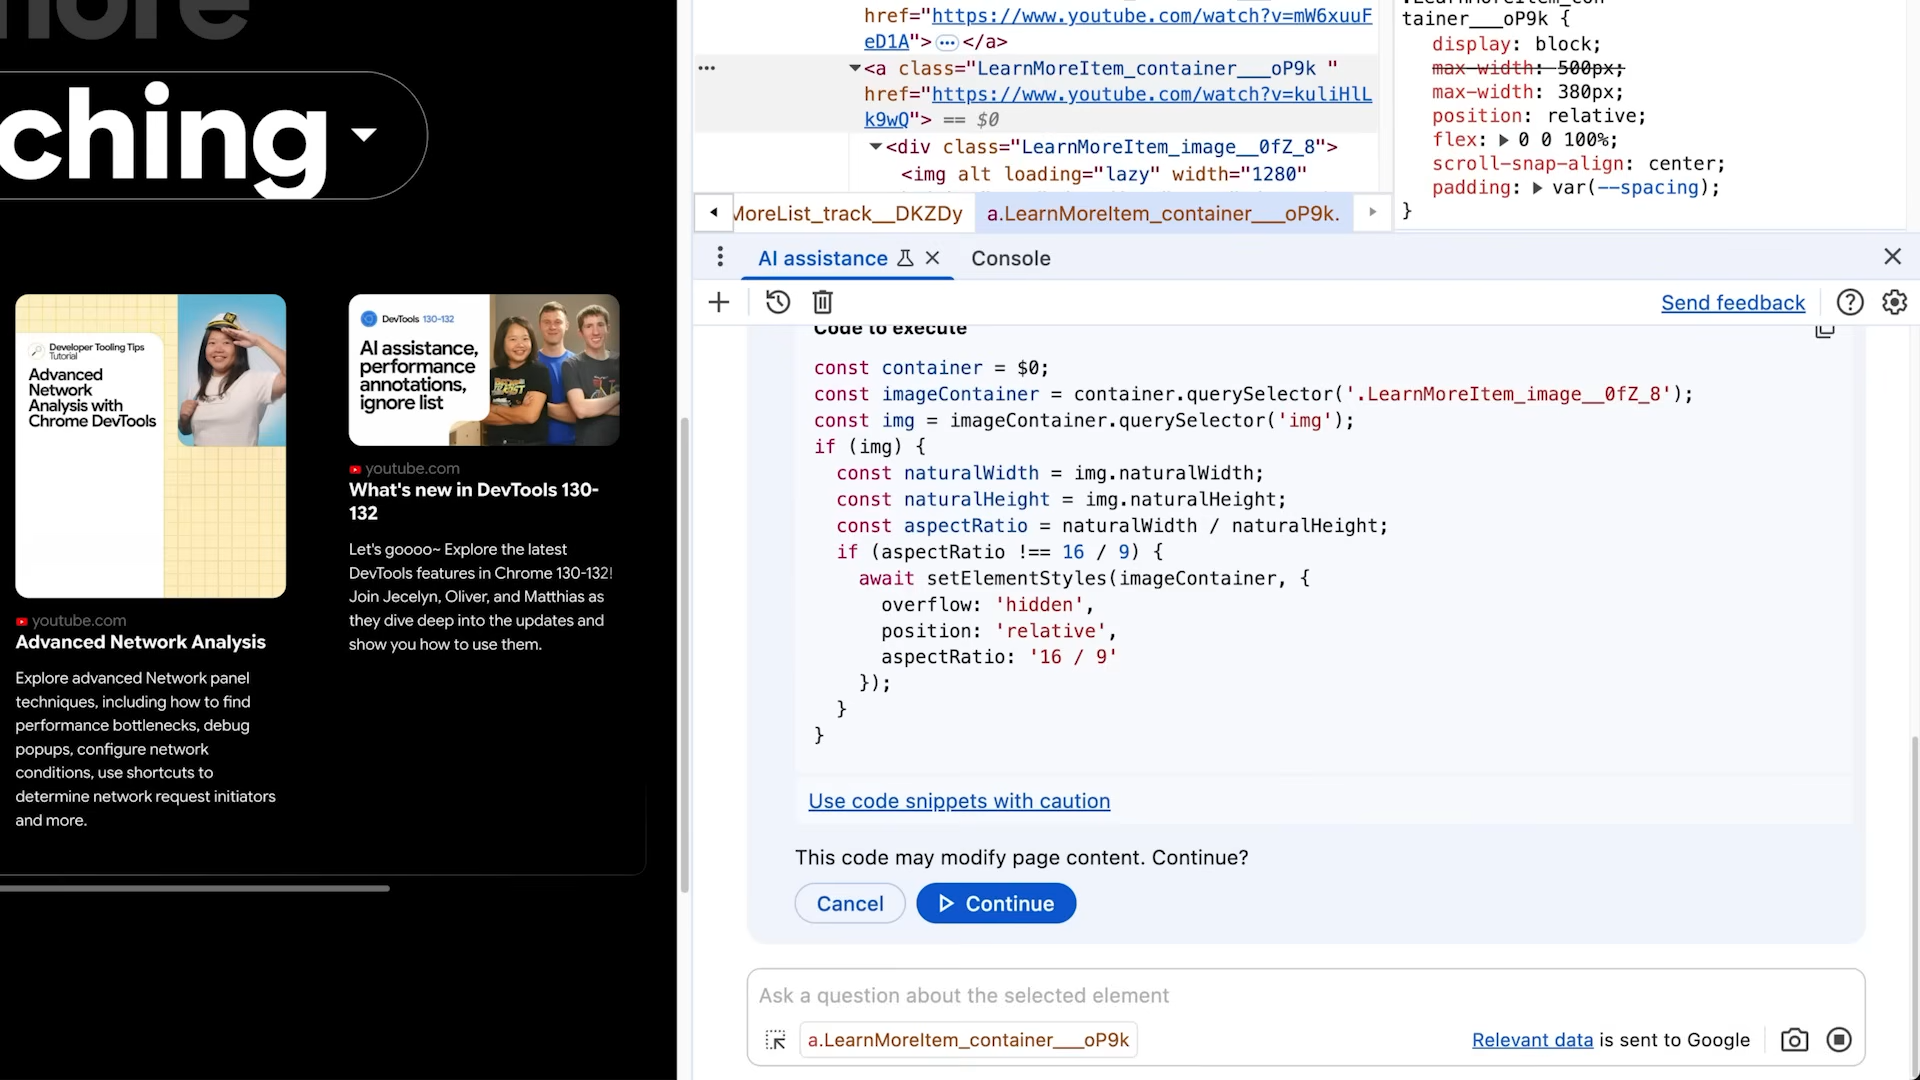 more
ching
Developer Tooling Tips
Tutorial
Advanced
Network
Analysis with
Chrome DevTools
youtube.com
Advanced Network Analysis
Explore advanced Network panel
techniques, including how to find
performance bottlenecks, debug
popups, configure network
conditions, use shortcuts to
determine network request initiators
and more.
DevTools 130-132
AI assistance,
performance
annotations,
ignore list
youtube.com
What's new in DevTools 130-
132
Let's goooo~ Explore the latest
DevTools features in Chrome 130-132!
Join Jecelyn, Oliver, and Matthias as
they dive deep into the updates and
show you how to use them.
href="https://www.youtube.com/watch?v=mW6xuuF
eD1A">…</a>
<a class="LearnMoreItem_container___oP9k "
href="https://www.youtube.com/watch?v=kuliHlL
k9wQ"> == $0
<div class="LearnMoreItem_image__0fZ_8">
<img alt loading="lazy" width="1280"
MoreList_track__DKZDy
a.LearnMoreItem_container___oP9k.
.LearnMoreItem_con
tainer___oP9k {
display: block;
max-width: 500px;
max-width: 380px;
position: relative;
flex: 0 0 100%;
scroll-snap-align: center;
padding: var(--spacing);
}
AI assistance
Console
Send feedback
Code to execute
const container = $0;
const imageContainer = container.querySelector('.LearnMoreItem_image__0fZ_8');
const img = imageContainer.querySelector('img');
if (img) {
const naturalWidth = img.naturalWidth;
const naturalHeight = img.naturalHeight;
const aspectRatio = naturalWidth / naturalHeight;
if (aspectRatio !== 16 / 9) {
await setElementStyles(imageContainer, {
overflow: 'hidden',
position: 'relative',
aspectRatio: '16 / 9'
});
}
}
Use code snippets with caution
This code may modify page content. Continue?
Cancel
Continue
Ask a question about the selected element
a.LearnMoreItem_container___oP9k
Relevant data is sent to Google